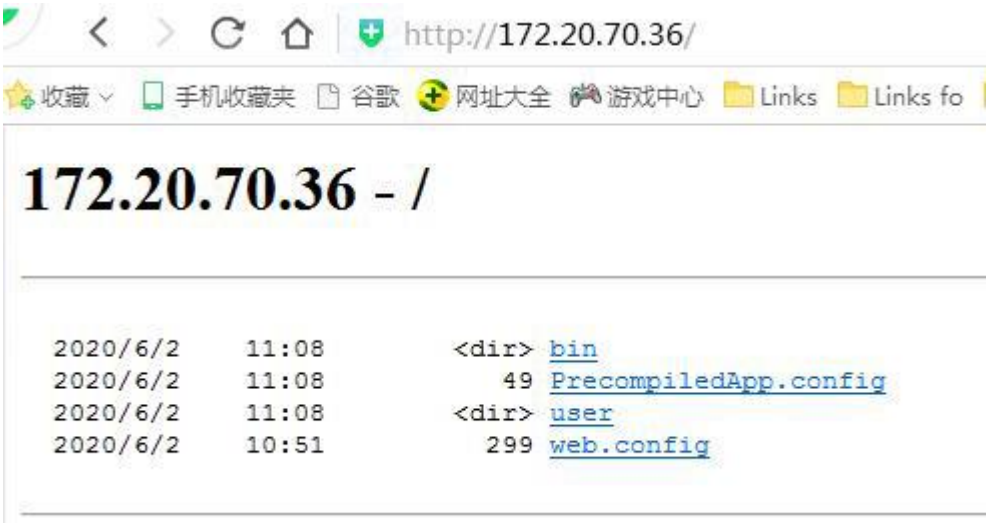 http://172.20.70.36/
收藏 手机收藏夹 谷歌 网址大全 游戏中心 Links Links fo
172.20.70.36 - /
2020/6/2 11:08 <dir> bin
2020/6/2 11:08 49 PrecompiledApp.config
2020/6/2 11:08 <dir> user
2020/6/2 10:51 299 web.config